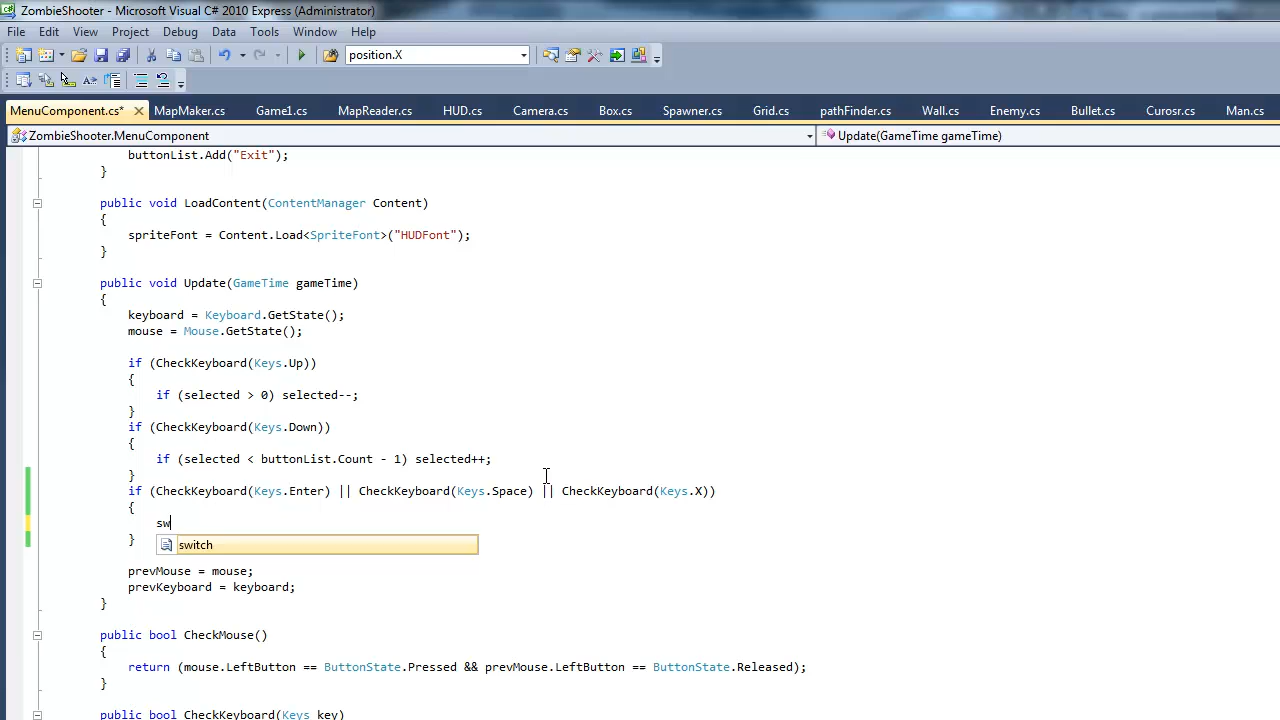 ZombieShooter - Microsoft Visual C# 2010 Express (Administrator)
File Edit View Project Debug Data Tools Window Help
position.X
MenuComponent.cs* MapMaker.cs Game1.cs MapReader.cs HUD.cs Camera.cs Box.cs Spawner.cs Grid.cs pathFinder.cs Wall.cs Enemy.cs Bullet.cs Curosr.cs Man.cs
ZombieShooter.MenuComponent Update(GameTime gameTime)
buttonList.Add("Exit");
}
public void LoadContent(ContentManager Content)
{
spriteFont = Content.Load<SpriteFont>("HUDFont");
}
public void Update(GameTime gameTime)
{
keyboard = Keyboard.GetState();
mouse = Mouse.GetState();
if (CheckKeyboard(Keys.Up))
{
if (selected > 0) selected--;
}
if (CheckKeyboard(Keys.Down))
{
if (selected < buttonList.Count - 1) selected++;
}
if (CheckKeyboard(Keys.Enter) || CheckKeyboard(Keys.Space) || CheckKeyboard(Keys.X))
{
sw
} switch
prevMouse = mouse;
prevKeyboard = keyboard;
}
public bool CheckMouse()
{
return (mouse.LeftButton == ButtonState.Pressed && prevMouse.LeftButton == ButtonState.Released);
}
public bool CheckKeyboard(Keys key)